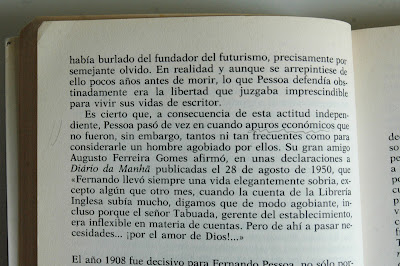 había burlado del fundador del futurismo, precisamente por
semejante olvido. En realidad y aunque se arrepintiese de
ello pocos años antes de morir, lo que Pessoa defendía obs-
tinadamente era la libertad que juzgaba imprescindible
para vivir sus vidas de escritor.
Es cierto que, a consecuencia de esta actitud indepen-
diente, Pessoa pasó de vez en cuando apuros económicos que
no fueron, sin embargo, tantos ni tan frecuentes como para
considerarle un hombre agobiado por ellos. Su gran amigo
Augusto Ferreira Gomes afirmó, en unas declaraciones a
Diário da Manhã publicadas el 28 de agosto de 1950, que
«Fernando llevó siempre una vida elegantemente sobria, ex-
cepto algún que otro mes, cuando la cuenta de la Librería
Inglesa subía mucho, digamos que de modo agobiante, in-
cluso porque el señor Tabuada, gerente del establecimiento,
era inflexible en materia de cuentas. Pero de ahí a pasar ne-
cesidades... ¡por el amor de Dios!...»
El año 1908 fue decisivo para Fernando Pessoa, no sólo por-